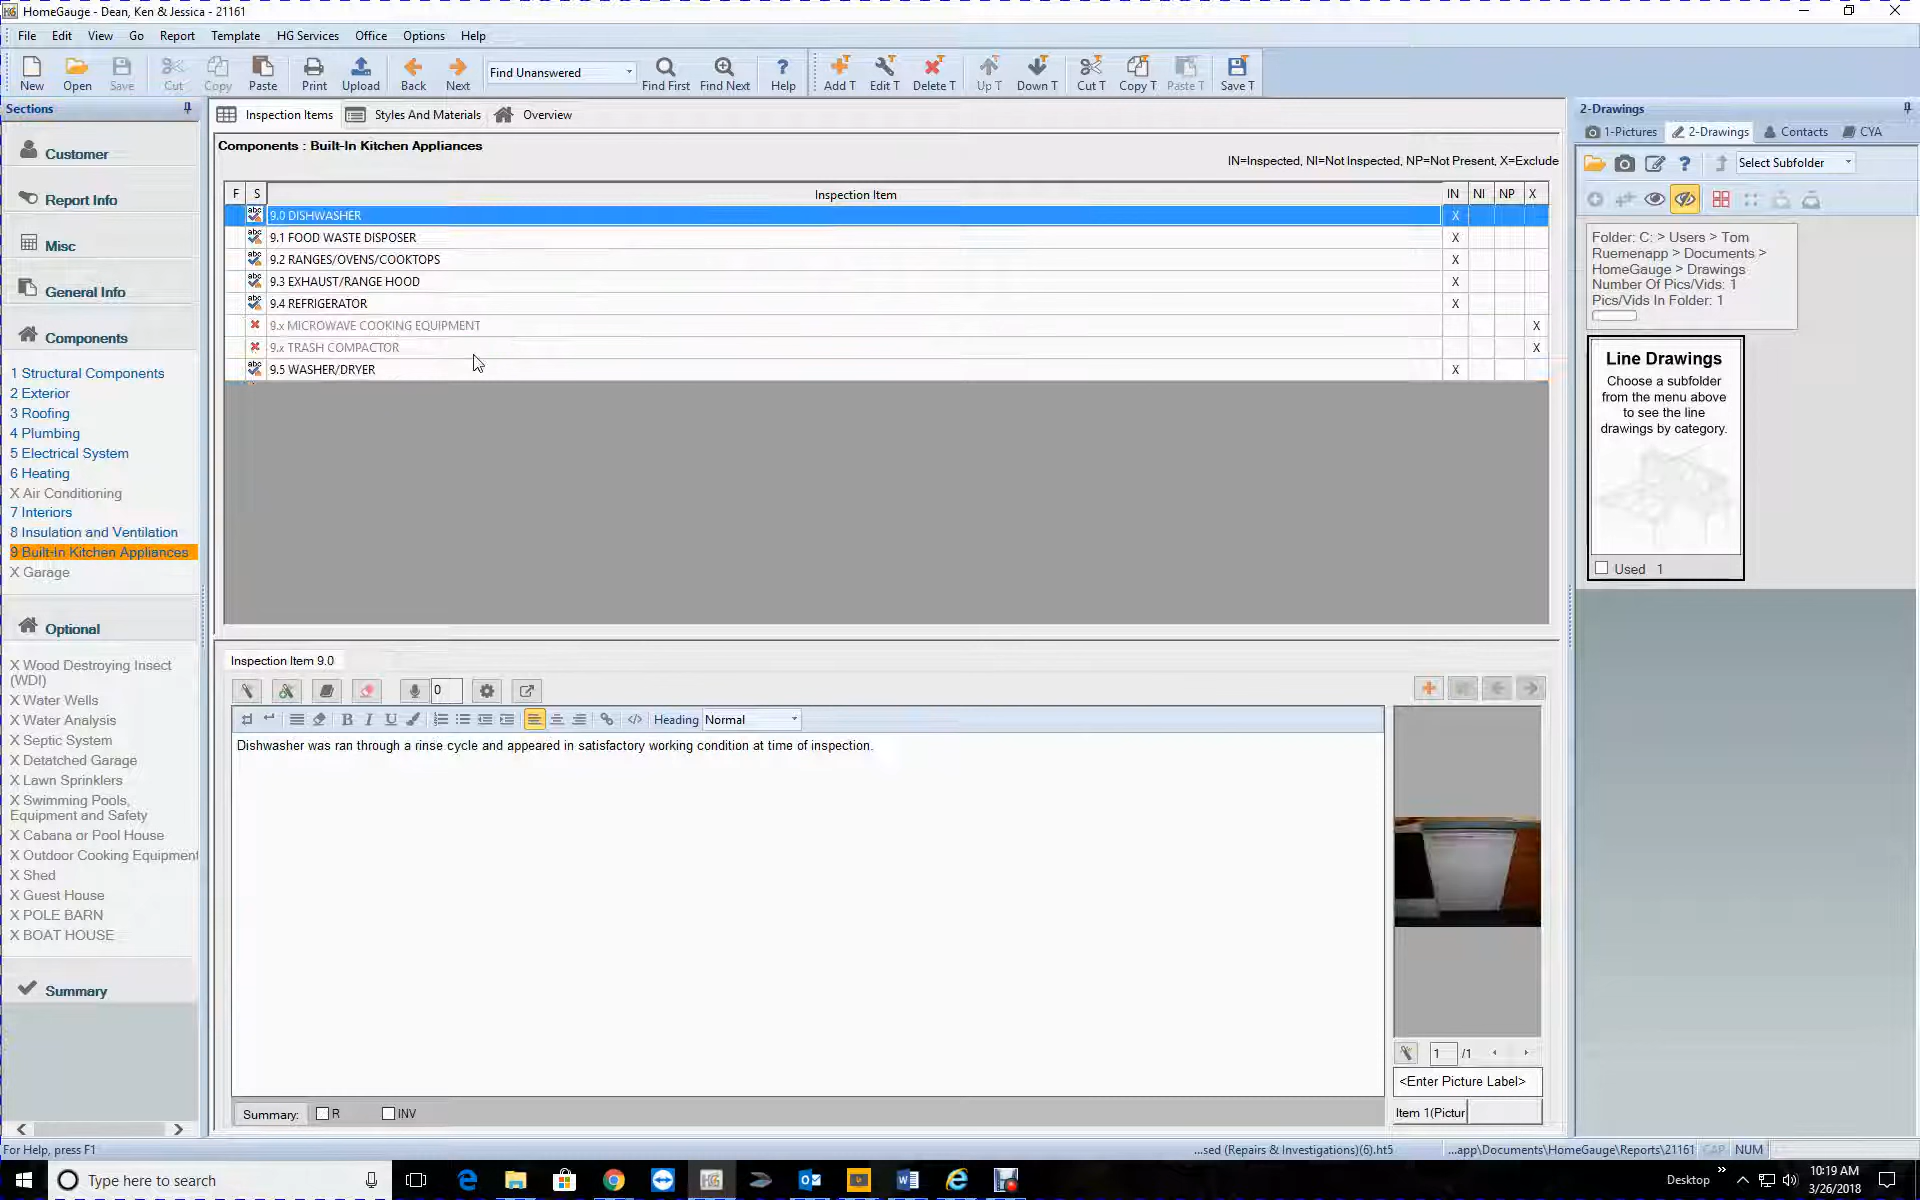 HomeGauge - Dean, Ken & Jessica - 21161
File Edit View Go Report Template HG Services Office Options Help
New Open Save Cut Copy Paste Print Upload Back Next Find Unanswered Find First Find Next Help Add T Edit T Delete T Up T Down T Cut T Copy T Paste T Save T
Sections
Customer
Report Info
Misc
General Info
Components
1 Structural Components
2 Exterior
3 Roofing
4 Plumbing
5 Electrical System
6 Heating
X Air Conditioning
7 Interiors
8 Insulation and Ventilation
9 Built-In Kitchen Appliances
X Garage
Optional
X Wood Destroying Insect
(WDI)
X Water Wells
X Water Analysis
X Septic System
X Detatched Garage
X Lawn Sprinklers
X Swimming Pools,
Equipment and Safety
X Cabana or Pool House
X Outdoor Cooking Equipment
X Shed
X Guest House
X POLE BARN
X BOAT HOUSE
Summary
Inspection Items Styles And Materials Overview
Components : Built-In Kitchen Appliances
IN=Inspected, NI=Not Inspected, NP=Not Present, X=Exclude
F S Inspection Item IN NI NP X
abc 9.0 DISHWASHER X
abc 9.1 FOOD WASTE DISPOSER X
abc 9.2 RANGES/OVENS/COOKTOPS X
abc 9.3 EXHAUST/RANGE HOOD X
abc 9.4 REFRIGERATOR X
9.x MICROWAVE COOKING EQUIPMENT X
9.x TRASH COMPACTOR X
abc 9.5 WASHER/DRYER X
Inspection Item 9.0
0
B I U Heading Normal
Dishwasher was ran through a rinse cycle and appeared in satisfactory working condition at time of inspection.
Summary: R INV
1 /1
<Enter Picture Label>
Item 1(Pictur
2-Drawings
1-Pictures 2-Drawings Contacts CYA
Select Subfolder
Folder: C: > Users > Tom
Ruemenapp > Documents >
HomeGauge > Drawings
Number Of Pics/Vids: 1
Pics/Vids In Folder: 1
Line Drawings
Choose a subfolder
from the menu above
to see the line
drawings by category.
Used 1
For Help, press F1
...sed (Repairs & Investigations)(6).ht5 ...app\Documents\HomeGauge\Reports\21161 CAP NUM
Type here to search
Desktop
10:19 AM
3/26/2018